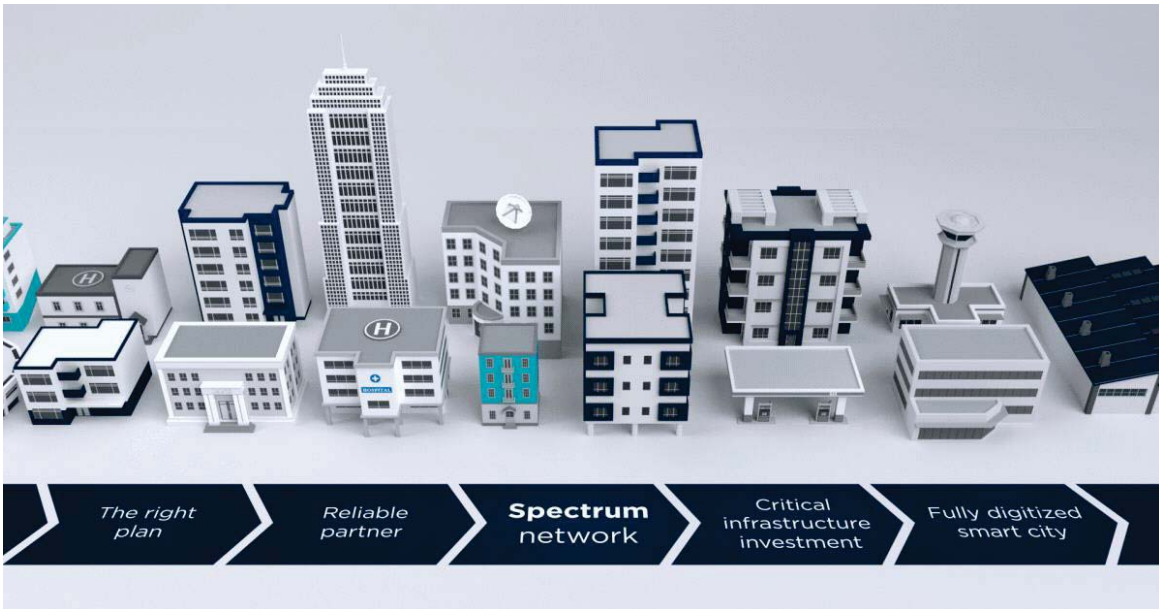 H
H
HOSPITAL
The right
plan
Reliable
partner
Spectrum
network
Critical
infrastructure
investment
Fully digitized
smart city